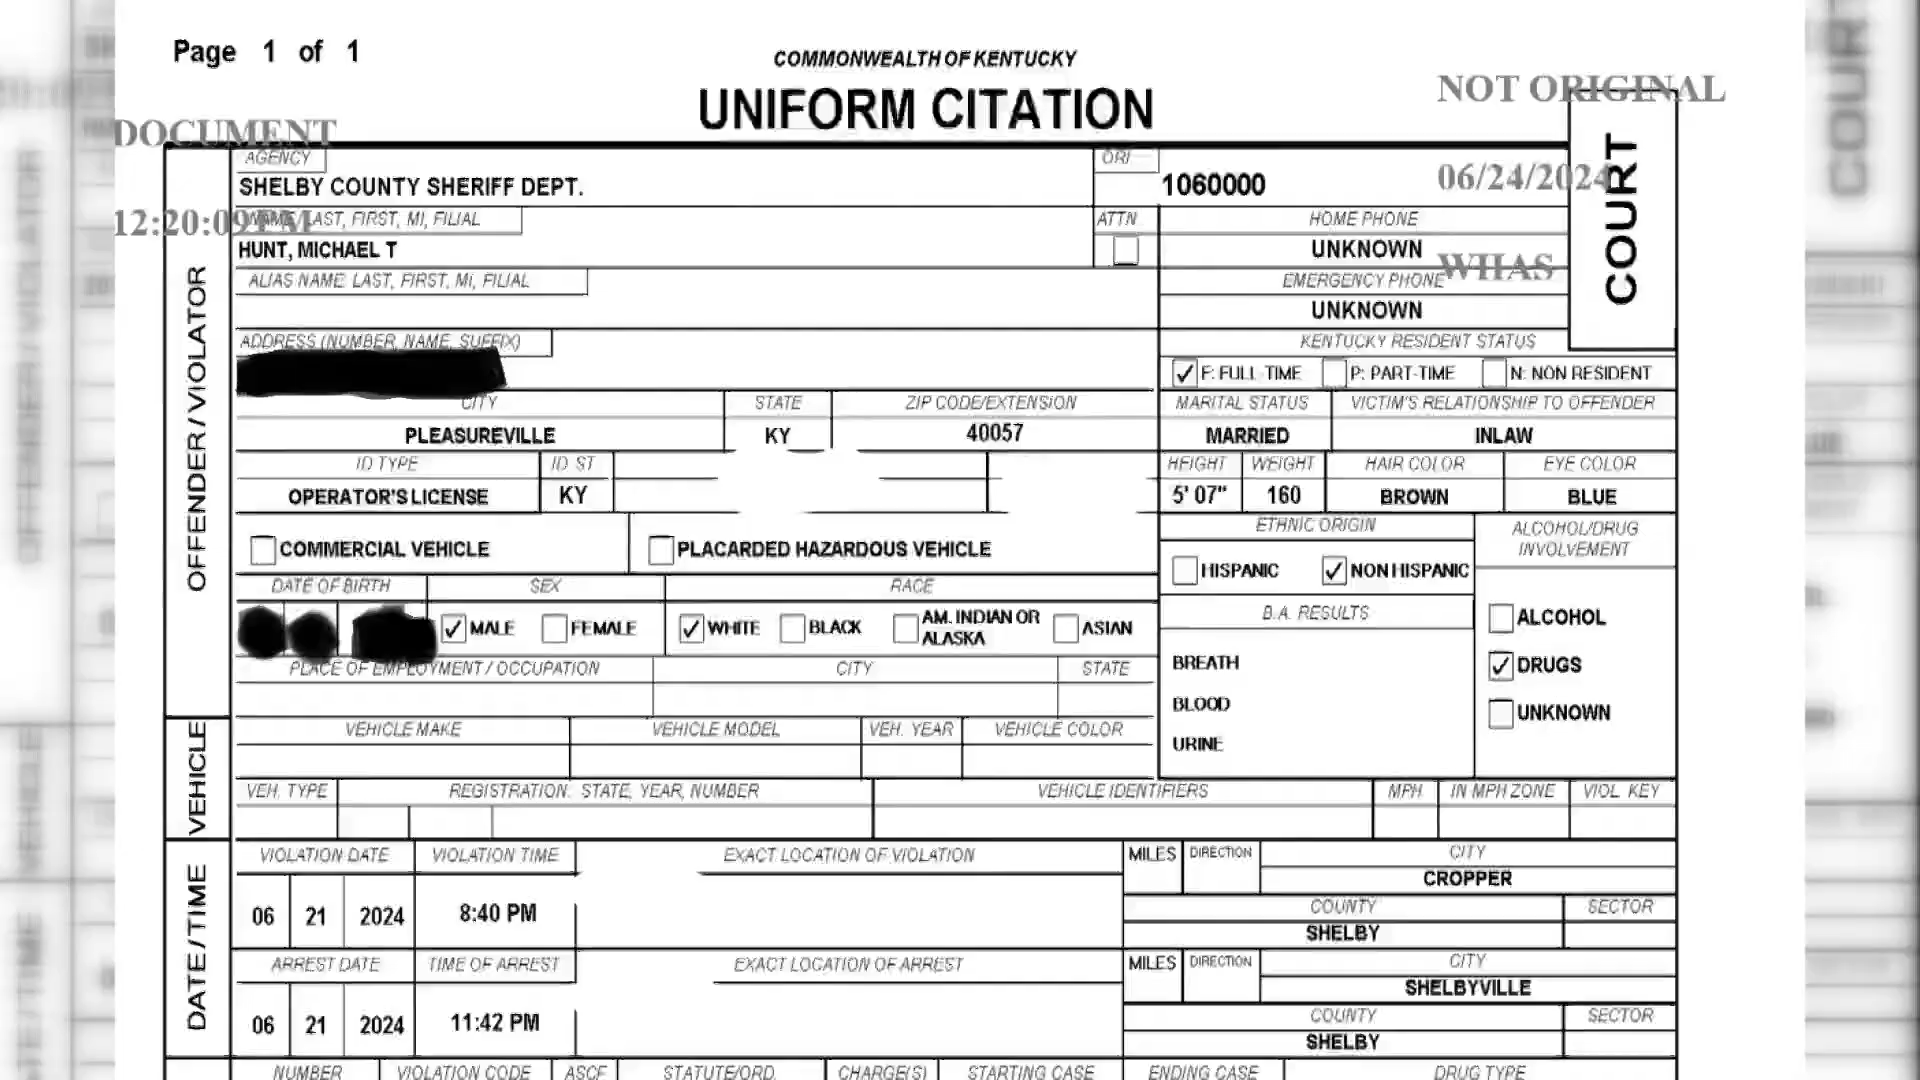 Page 1 of 1
COMMONWEALTH OF KENTUCKY
UNIFORM CITATION
NOT ORIGINAL
DOCUMENT
06/24/2024
12:20:09 PM
WHAS
COURT
OFFENDER/VIOLATOR
AGENCY
SHELBY COUNTY SHERIFF DEPT.
ORI
1060000
NAME LAST, FIRST, MI, FILIAL
HUNT, MICHAEL T
ATTN
HOME PHONE
UNKNOWN
ALIAS NAME LAST, FIRST, MI, FILIAL
EMERGENCY PHONE
UNKNOWN
ADDRESS (NUMBER, NAME, SUFFIX)
KENTUCKY RESIDENT STATUS
✓ F: FULL-TIME P: PART-TIME N: NON RESIDENT
CITY STATE ZIP CODE/EXTENSION MARITAL STATUS VICTIM'S RELATIONSHIP TO OFFENDER
PLEASUREVILLE KY 40057 MARRIED INLAW
ID TYPE ID ST HEIGHT WEIGHT HAIR COLOR EYE COLOR
OPERATOR'S LICENSE KY 5' 07" 160 BROWN BLUE
COMMERCIAL VEHICLE PLACARDED HAZARDOUS VEHICLE
ETHNIC ORIGIN
HISPANIC ✓ NON HISPANIC
ALCOHOL/DRUG
INVOLVEMENT
ALCOHOL
✓ DRUGS
UNKNOWN
DATE OF BIRTH SEX RACE
✓ MALE FEMALE ✓ WHITE BLACK AM. INDIAN OR
ALASKA ASIAN
B.A. RESULTS
BREATH
BLOOD
URINE
PLACE OF EMPLOYMENT / OCCUPATION CITY STATE
VEHICLE
VEHICLE MAKE VEHICLE MODEL VEH. YEAR VEHICLE COLOR
VEH. TYPE REGISTRATION: STATE, YEAR, NUMBER VEHICLE IDENTIFIERS MPH IN MPH ZONE VIOL. KEY
DATE/TIME
VIOLATION DATE VIOLATION TIME EXACT LOCATION OF VIOLATION MILES DIRECTION CITY
CROPPER
06 21 2024 8:40 PM
COUNTY SECTOR
SHELBY
ARREST DATE TIME OF ARREST EXACT LOCATION OF ARREST MILES DIRECTION CITY
SHELBYVILLE
06 21 2024 11:42 PM
COUNTY SECTOR
SHELBY
NUMBER VIOLATION CODE ASCF STATUTE/ORD. CHARGE(S) STARTING CASE ENDING CASE DRUG TYPE